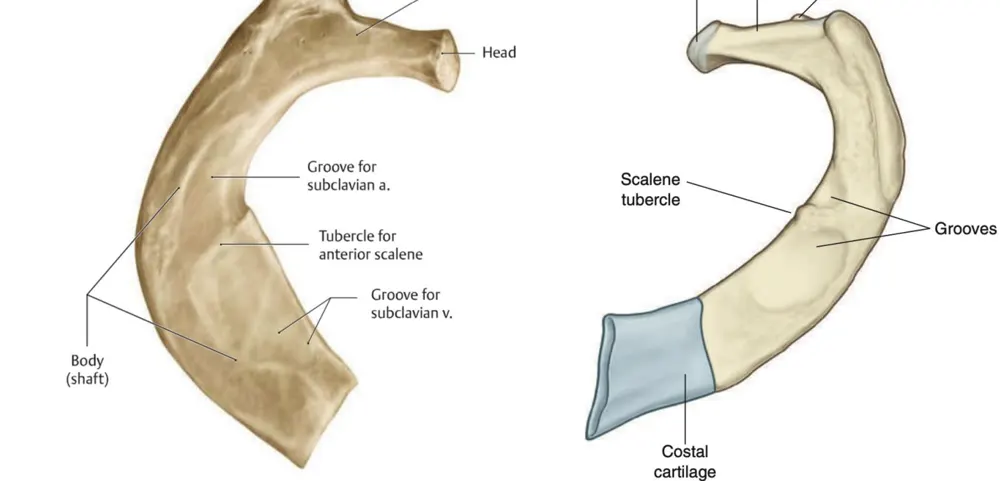 Head
Groove for
subclavian a.
Tubercle for
anterior scalene
Groove for
subclavian v.
Body
(shaft)
Scalene
tubercle
Grooves
Costal
cartilage